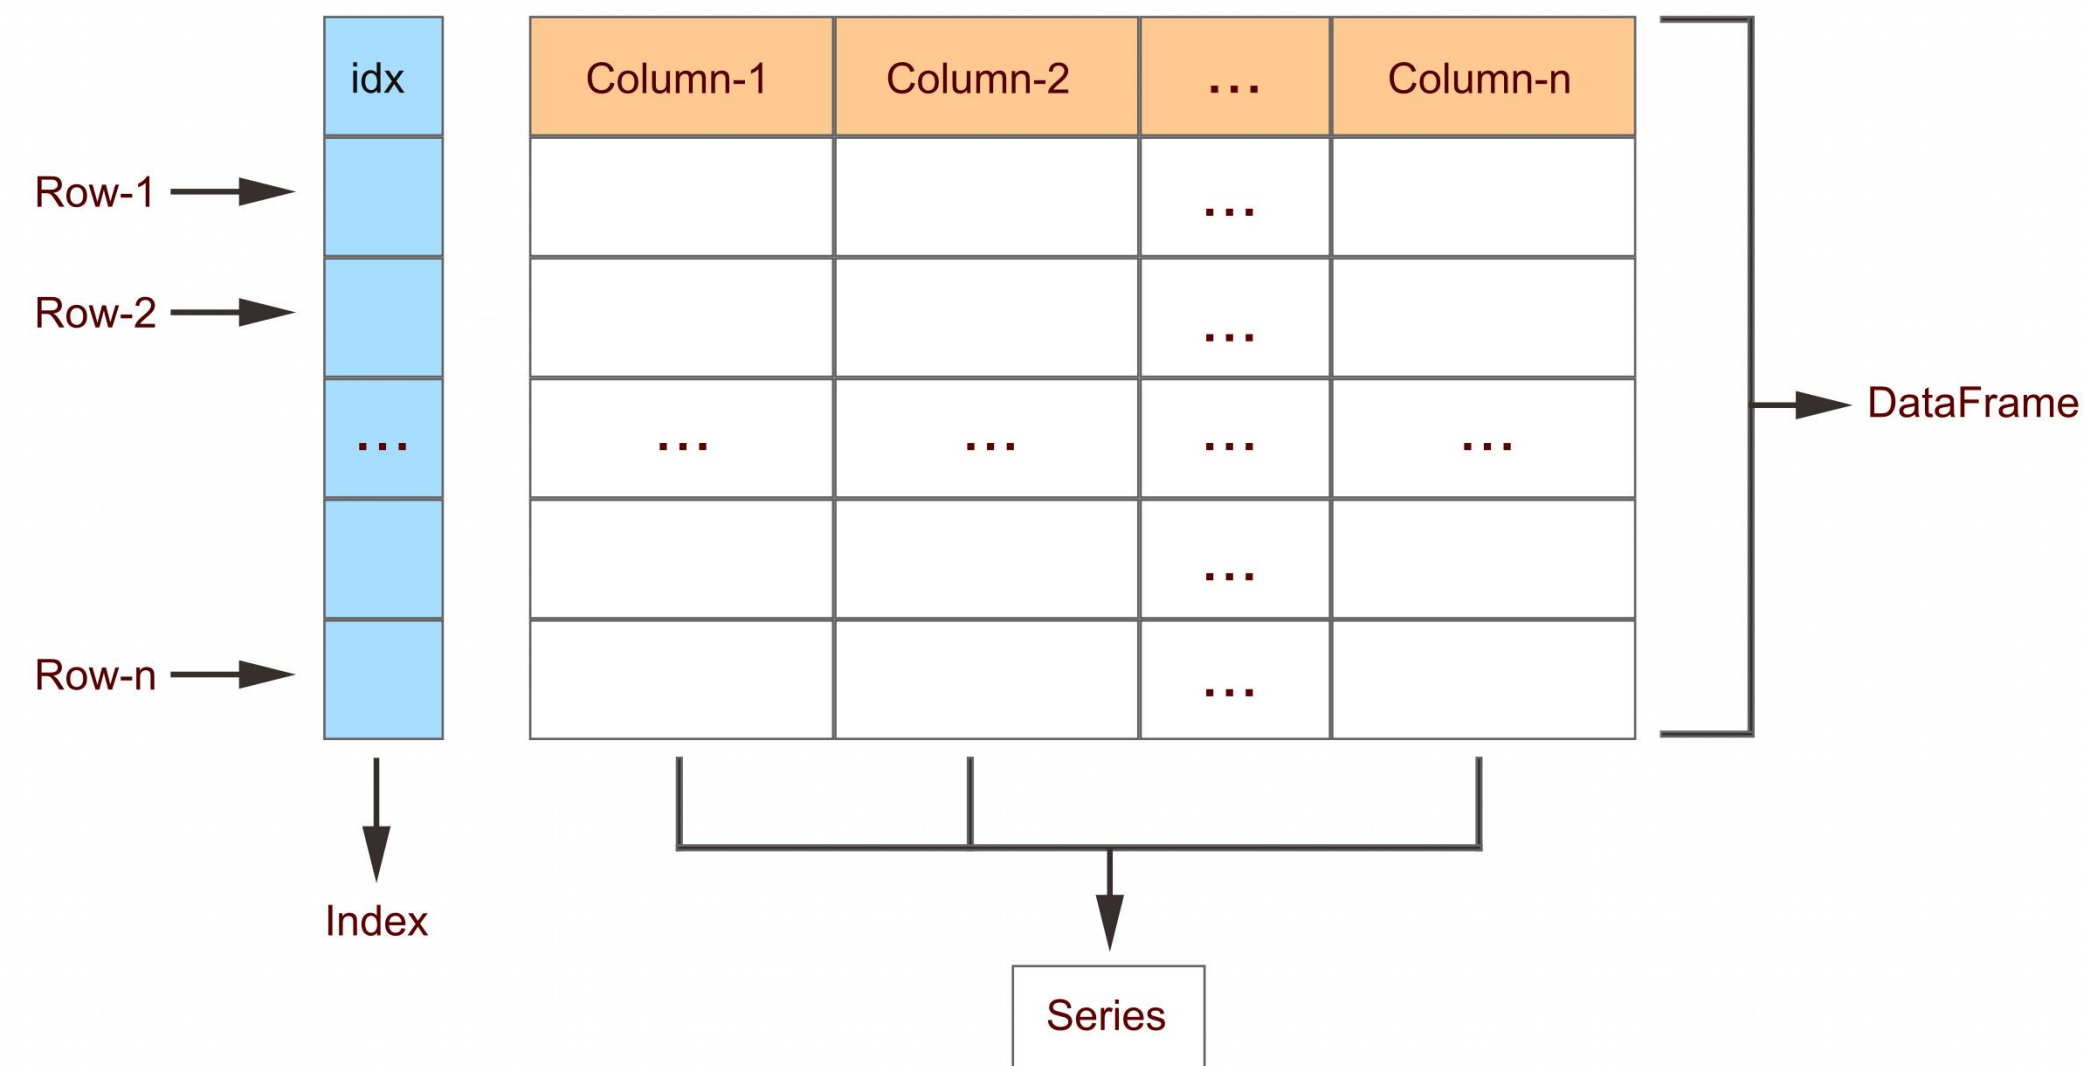 idx Column-1 Column-2 ... Column-n
Row-1 ...
Row-2 ...
... ... ... ... ...
DataFrame
...
Row-n ...
Index
Series